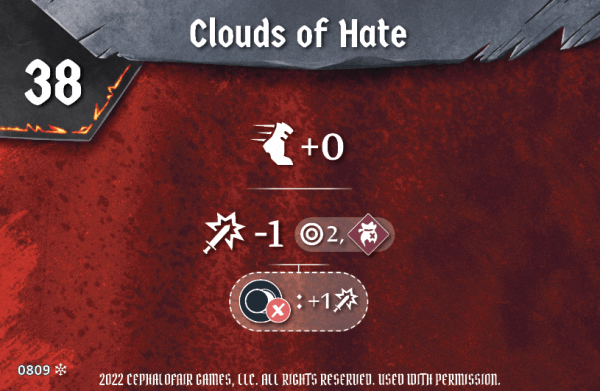 Clouds of Hate
38
+0
-1 2,
: +1
0809
2022 CEPHALOFAIR GAMES, LLC. ALL RIGHTS RESERVED. USED WITH PERMISSION.